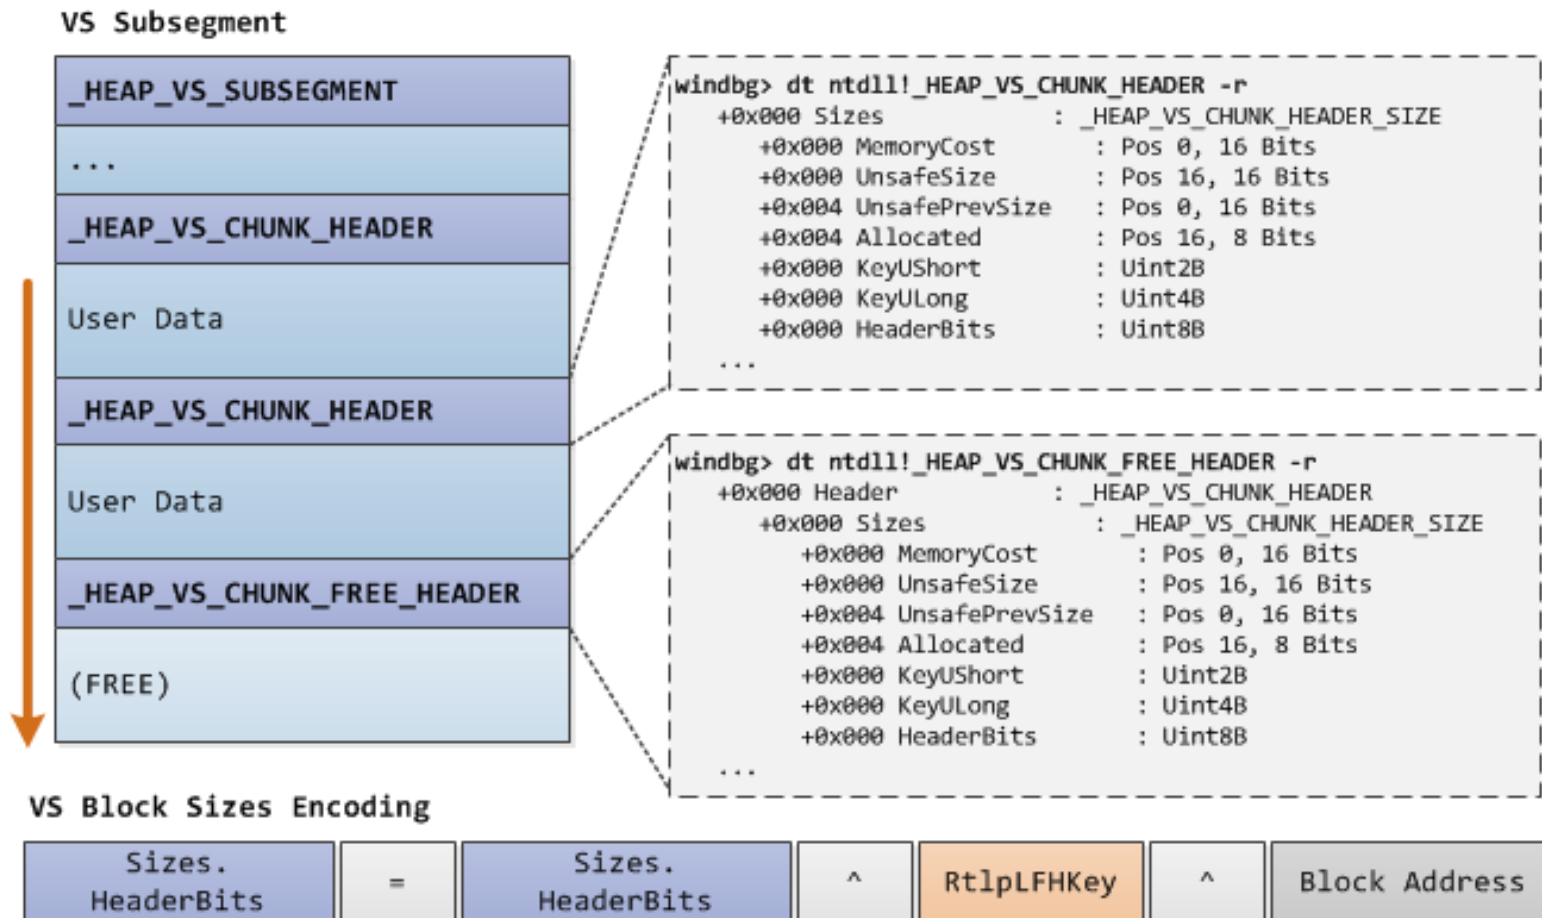 VS Subsegment
_HEAP_VS_SUBSEGMENT
...
_HEAP_VS_CHUNK_HEADER
User Data
_HEAP_VS_CHUNK_HEADER
User Data
_HEAP_VS_CHUNK_FREE_HEADER
(FREE)
windbg> dt ntdll!_HEAP_VS_CHUNK_HEADER -r
+0x000 Sizes : _HEAP_VS_CHUNK_HEADER_SIZE
+0x000 MemoryCost : Pos 0, 16 Bits
+0x000 UnsafeSize : Pos 16, 16 Bits
+0x004 UnsafePrevSize : Pos 0, 16 Bits
+0x004 Allocated : Pos 16, 8 Bits
+0x000 KeyUShort : Uint2B
+0x000 KeyULong : Uint4B
+0x000 HeaderBits : Uint8B
...
windbg> dt ntdll!_HEAP_VS_CHUNK_FREE_HEADER -r
+0x000 Header : _HEAP_VS_CHUNK_HEADER
+0x000 Sizes : _HEAP_VS_CHUNK_HEADER_SIZE
+0x000 MemoryCost : Pos 0, 16 Bits
+0x000 UnsafeSize : Pos 16, 16 Bits
+0x004 UnsafePrevSize : Pos 0, 16 Bits
+0x004 Allocated : Pos 16, 8 Bits
+0x000 KeyUShort : Uint2B
+0x000 KeyULong : Uint4B
+0x000 HeaderBits : Uint8B
...
VS Block Sizes Encoding
Sizes.
HeaderBits
=
Sizes.
HeaderBits
^
RtlpLFHKey
^
Block Address